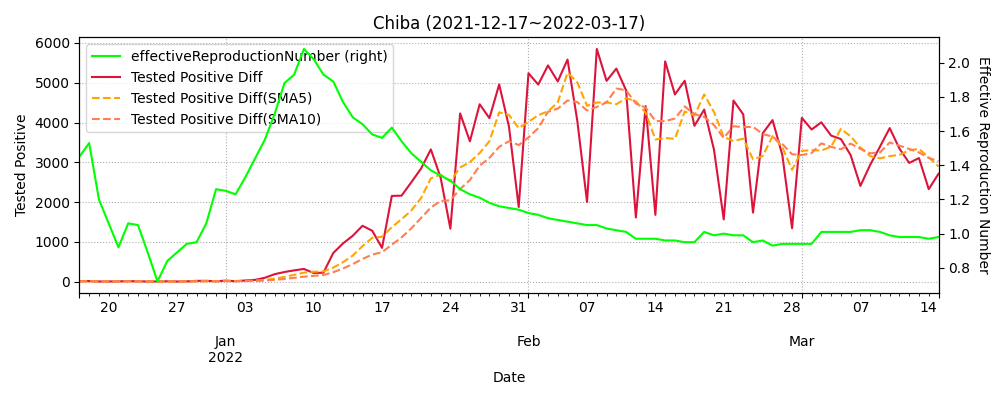 Chiba (2021-12-17~2022-03-17)
effectiveReproductionNumber (right)
Tested Positive Diff
Tested Positive Diff(SMA5)
Tested Positive Diff(SMA10)
Tested Positive
6000
5000
4000
3000
2000
1000
0
Effective Reproduction Number
2.0
1.8
1.6
1.4
1.2
1.0
0.8
20 27 03 10 17 24 31 07 14 21 28 07 14
Jan Feb Mar
2022
Date